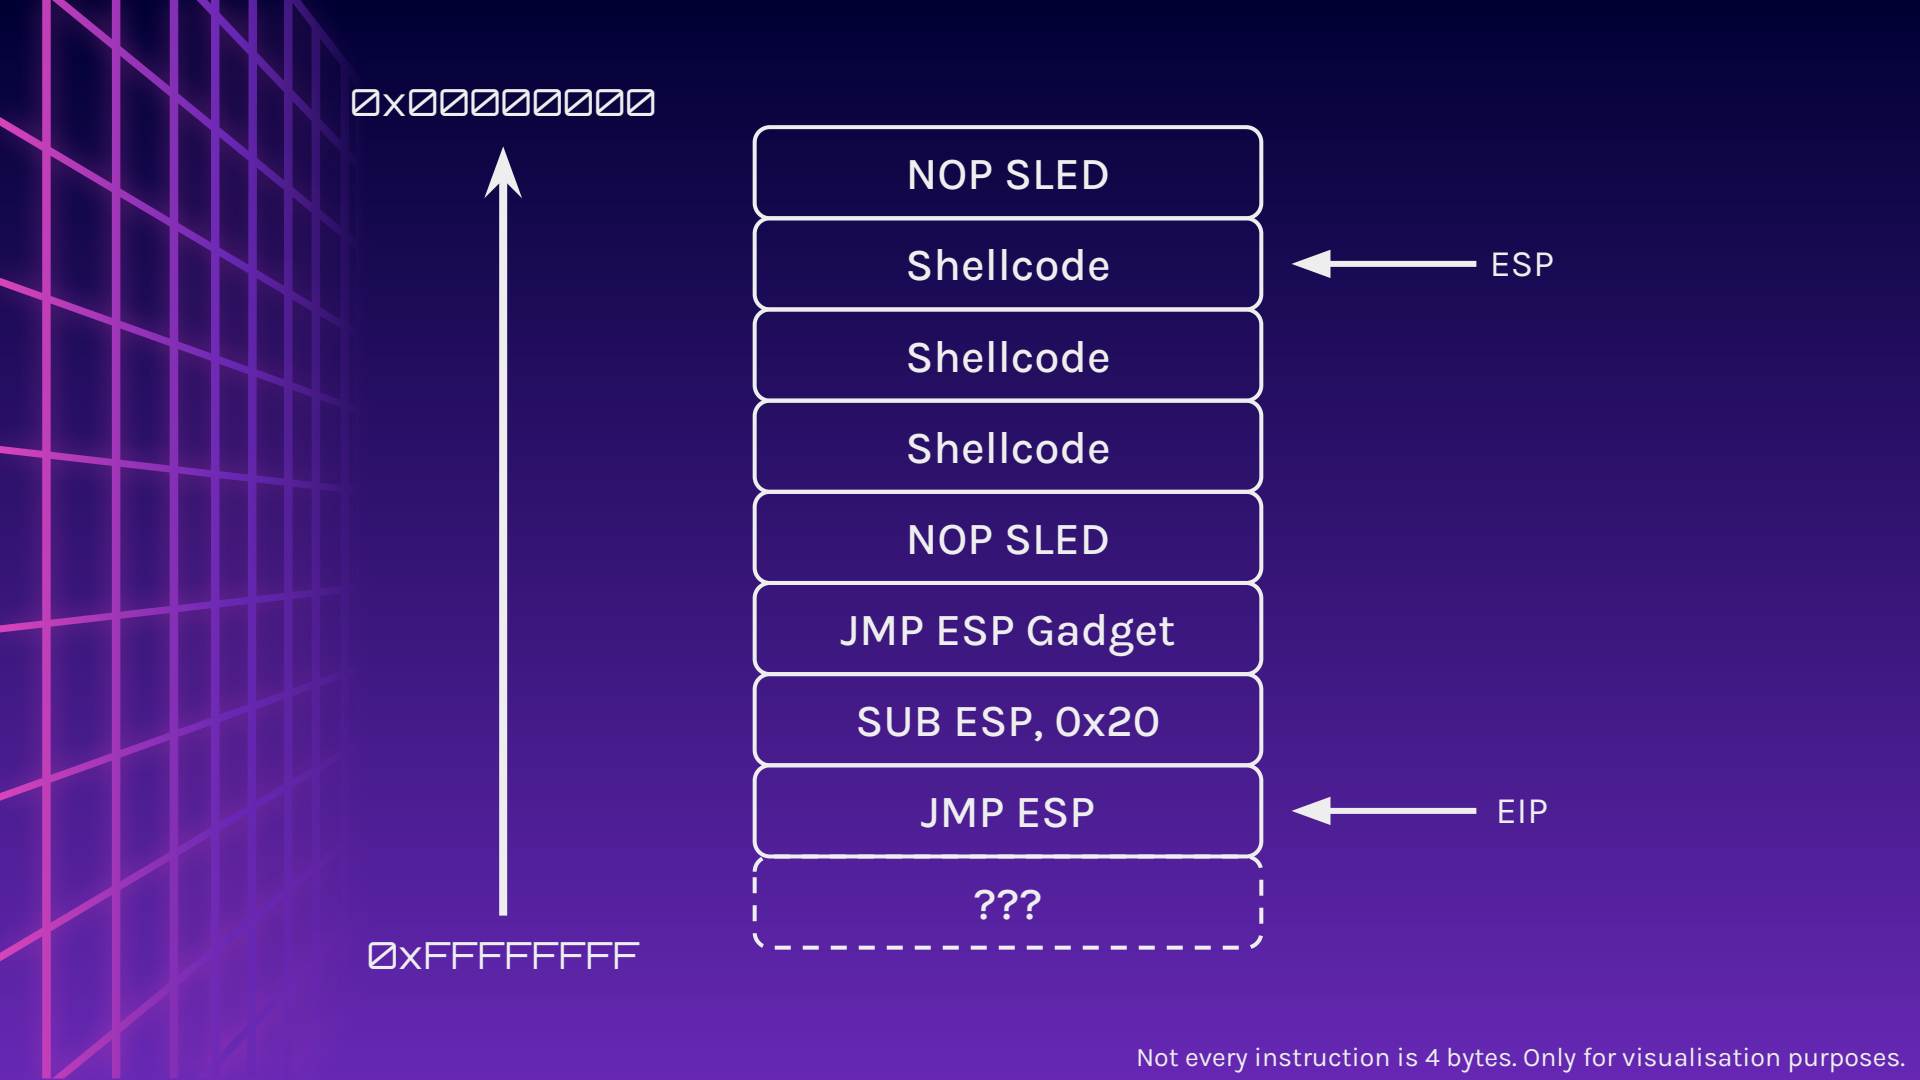 0x00000000
NOP SLED
Shellcode
ESP
Shellcode
Shellcode
NOP SLED
JMP ESP Gadget
SUB ESP, 0x20
JMP ESP
EIP
???
0xFFFFFFFF
Not every instruction is 4 bytes. Only for visualisation purposes.